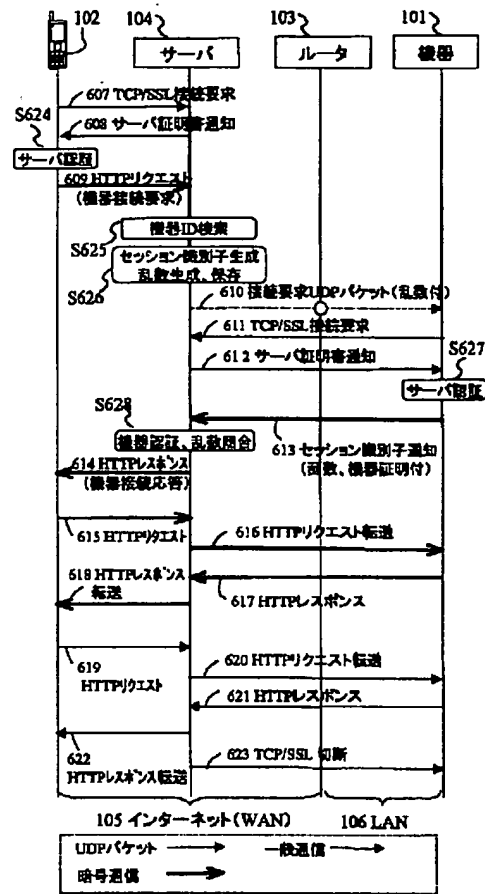 102
104
103
101
サーバ
ルータ
機器
607 TCP/SSL接続要求
S624
608 サーバ証明書通知
サーバ認証
609 HTTPリクエスト
(機器接続要求)
機器ID検索
S625
セッション識別子生成
乱数生成、保存
S626
610 接続要求UDPパケット(乱数付)
611 TCP/SSL接続要求
S627
612 サーバ証明書通知
サーバ認証
S628
機器認証、乱数照合
613 セッション識別子通知
(乱数、機器証明付)
614 HTTPレスポンス
(機器接続応答)
615 HTTPリクエスト
616 HTTPリクエスト転送
618 HTTPレスポンス
転送
617 HTTPレスポンス
619
HTTPリクエスト
620 HTTPリクエスト転送
621 HTTPレスポンス
622
HTTPレスポンス転送
623 TCP/SSL 切断
105 インターネット(WAN)
106 LAN
UDPパケット
一般通信
暗号通信